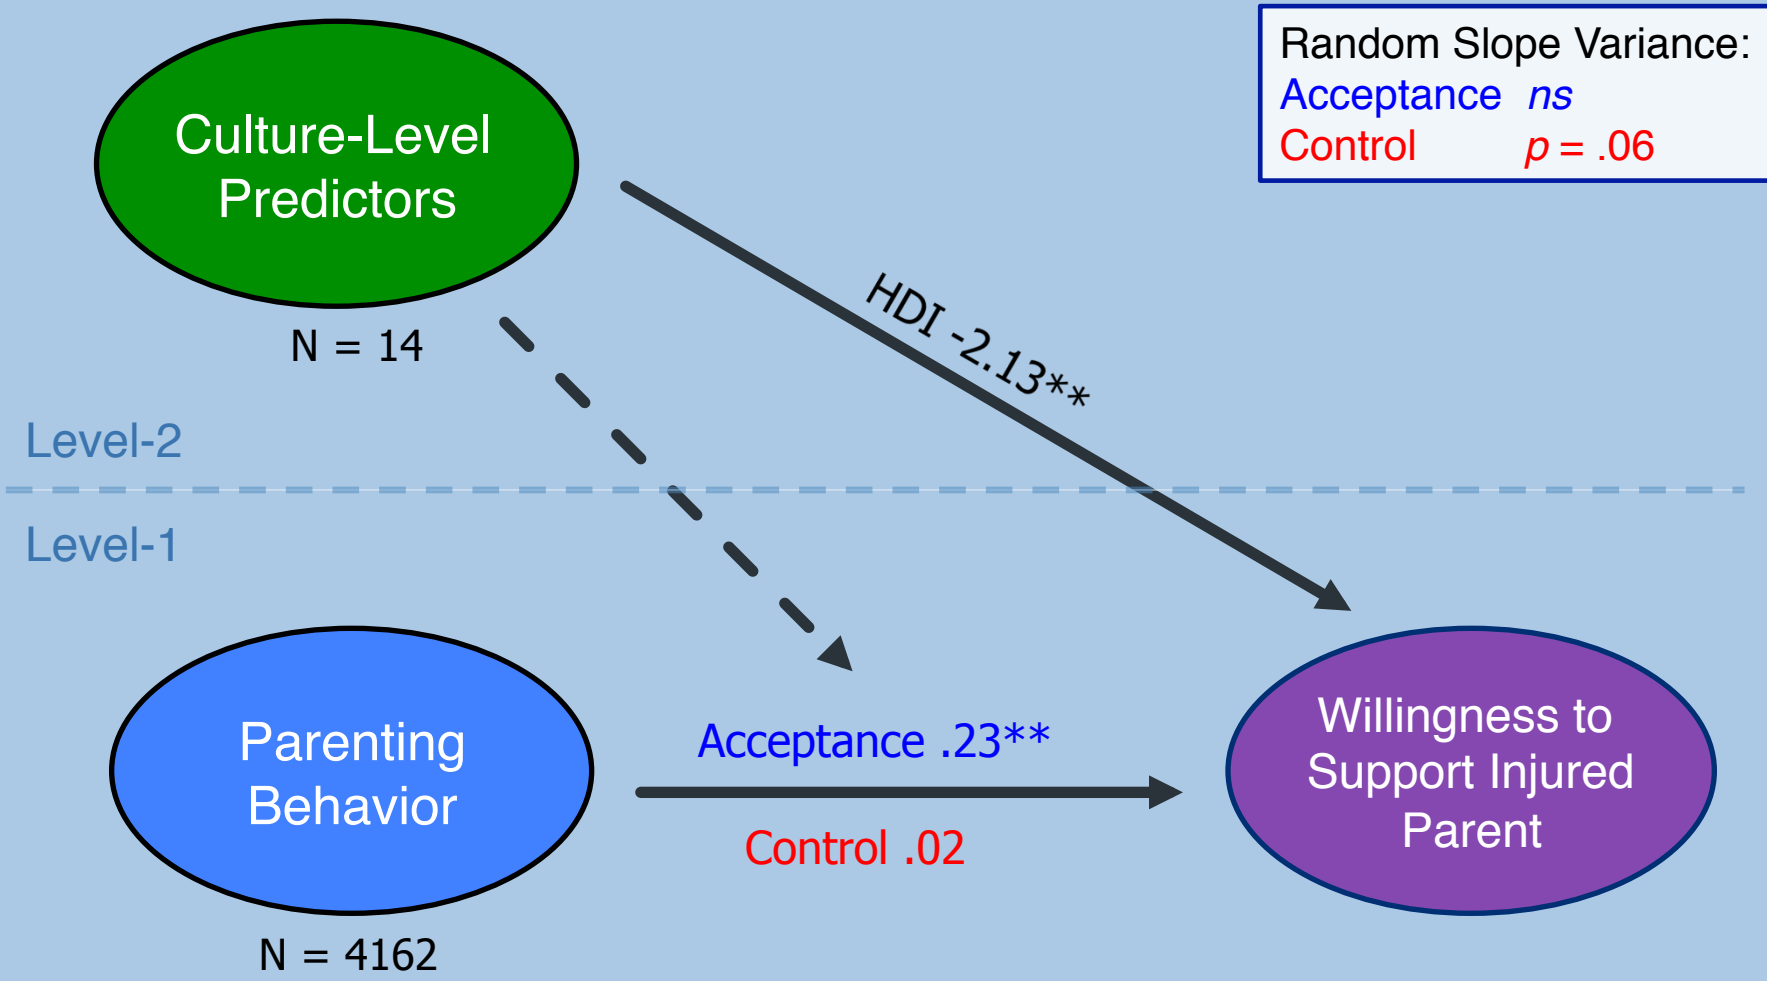 Random Slope Variance:
Acceptance ns
Control p = .06
Culture-Level
Predictors
N = 14
HDI -2.13**
Level-2
Level-1
Parenting
Behavior
N = 4162
Acceptance .23**
Control .02
Willingness to
Support Injured
Parent